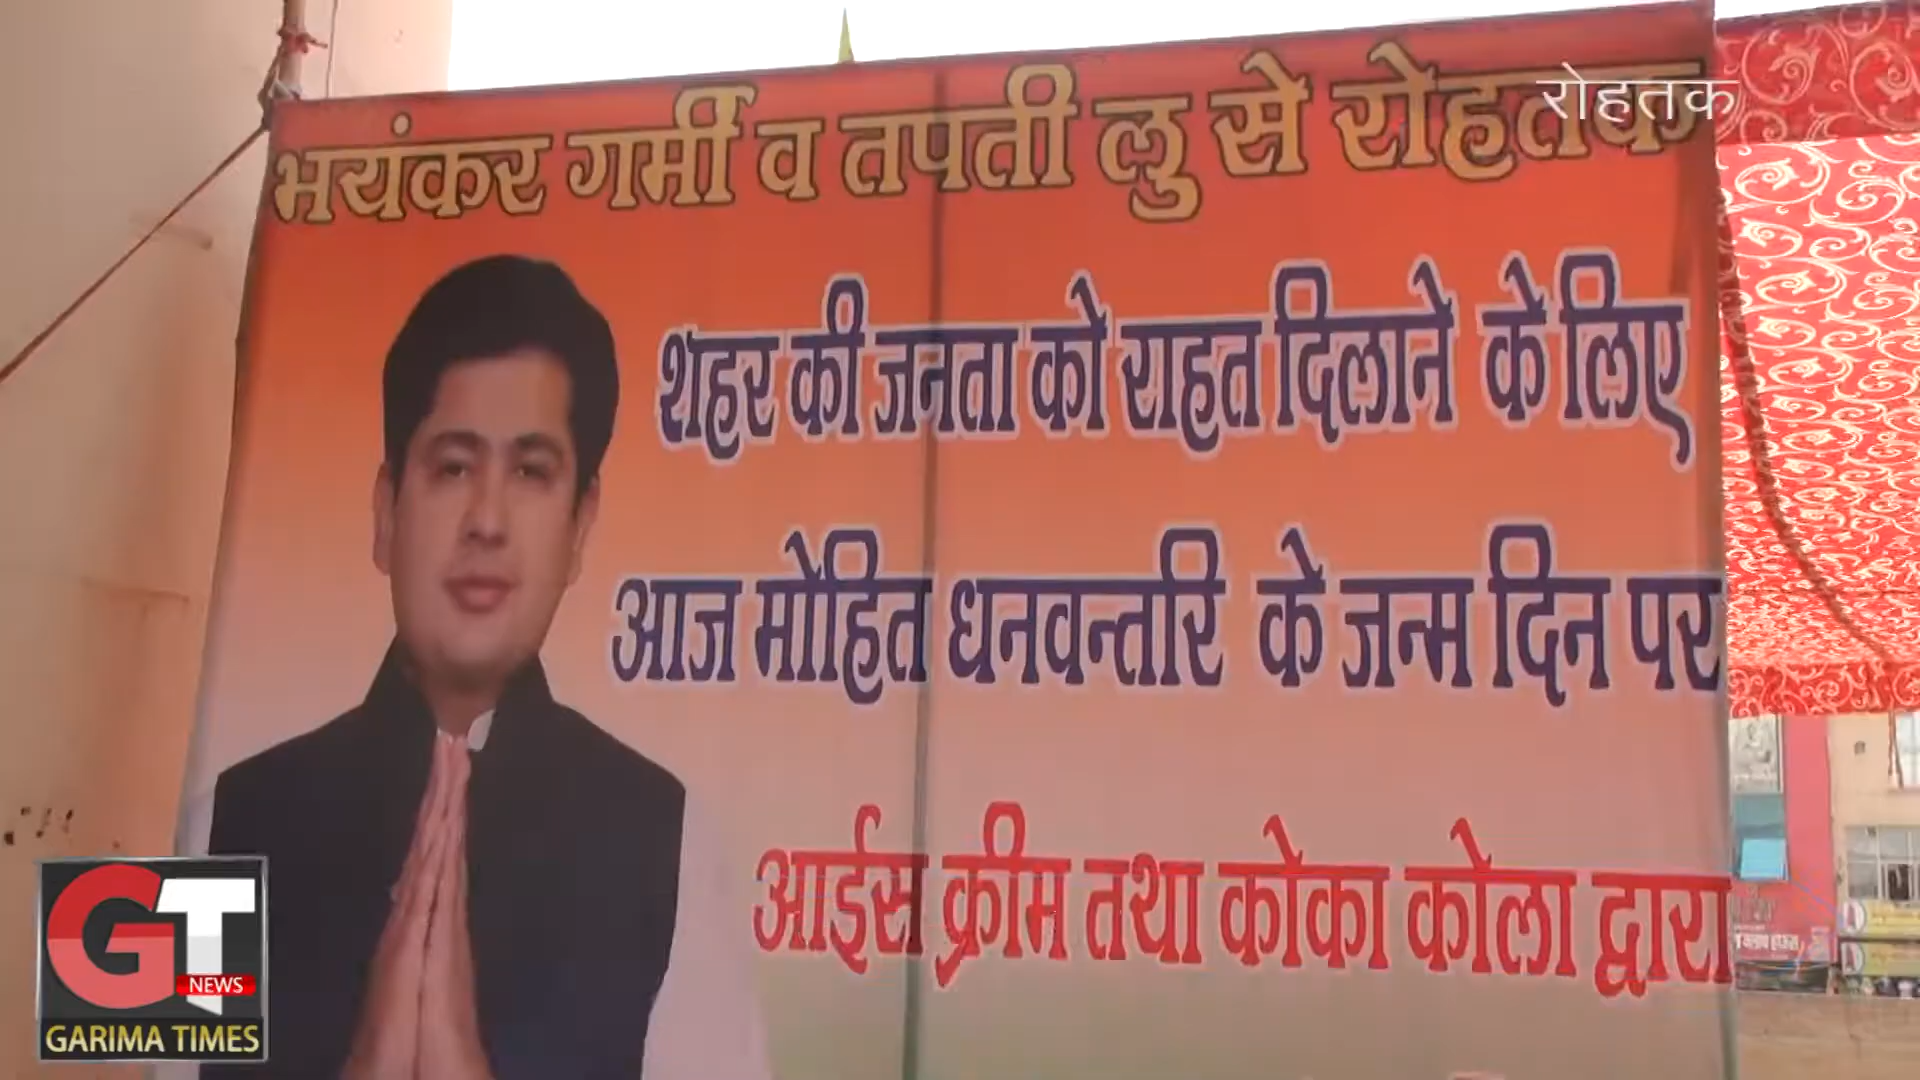 रोहतक
भयंकर गर्मी व तपती लु से रोहतक
शहर की जनता को राहत दिलाने के लिए
आज मोहित धनवन्तरि के जन्म दिन पर
आईस क्रीम तथा कोका कोला द्वारा
GT
NEWS
GARIMA TIMES